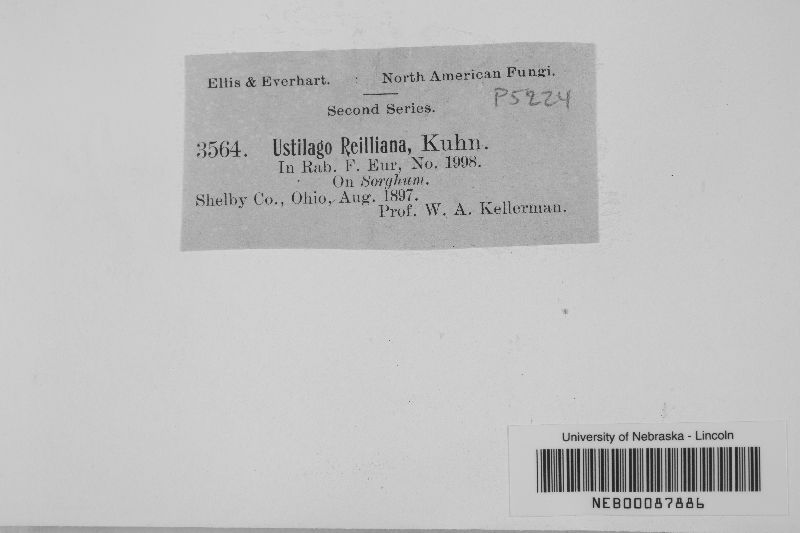 Ellis & Everhart. : North American Fungi.
Second Series.
P5224
3564. Ustilago Reilliana, Kuhn.
In Rab. F. Eur, No. 1998.
On Sorghum.
Shelby Co., Ohio, Aug. 1897.
Prof. W. A. Kellerman.
University of Nebraska - Lincoln
NEB00087886